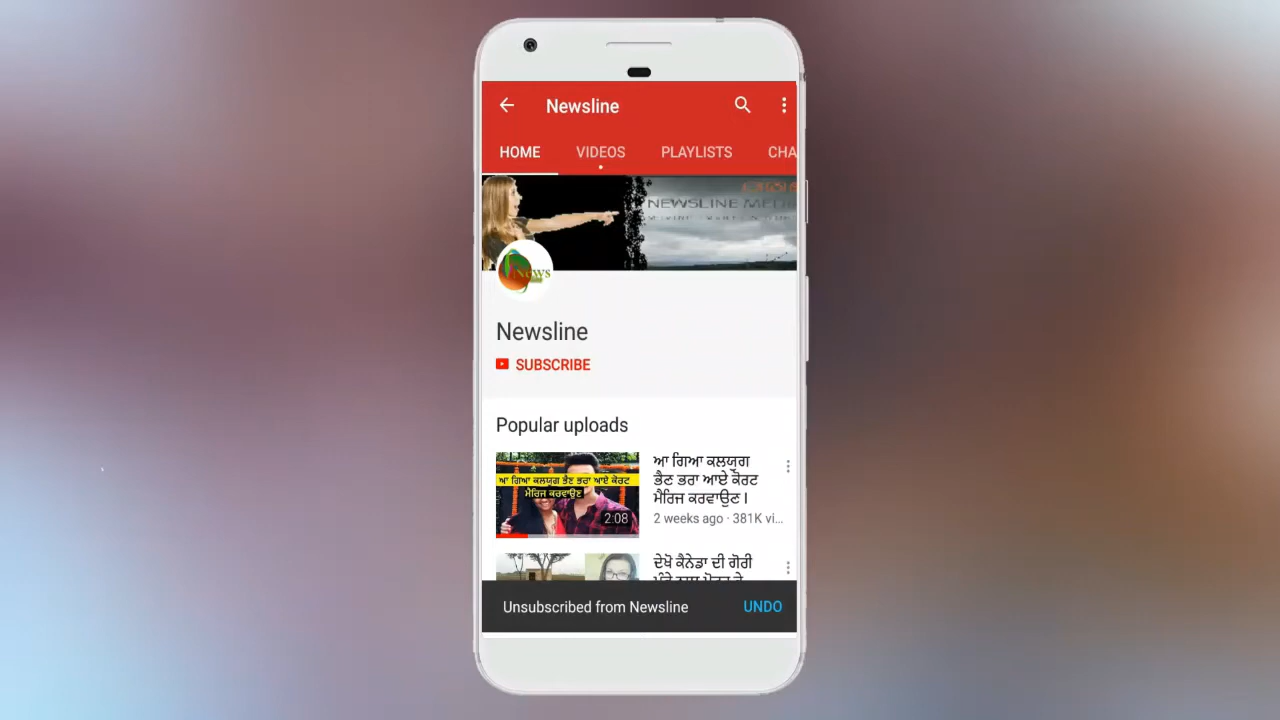 Newsline
HOME VIDEOS PLAYLISTS CHA
NEWSLINE MEDI
News
Newsline
SUBSCRIBE
Popular uploads
ਆ ਗਿਆ ਕਲਯੁਗ ਭੈਣ ਭਰਾ ਆਏ ਕੋਰਟ
ਮੈਰਿਜ ਕਰਵਾਉਣ
2:08
ਆ ਗਿਆ ਕਲਯੁਗ
ਭੈਣ ਭਰਾ ਆਏ ਕੋਰਟ
ਮੈਰਿਜ ਕਰਵਾਉਣ ।
2 weeks ago · 381K vi...
ਦੇਖੋ ਕੈਨੇਡਾ ਦੀ ਗੋਰੀ
Unsubscribed from Newsline UNDO